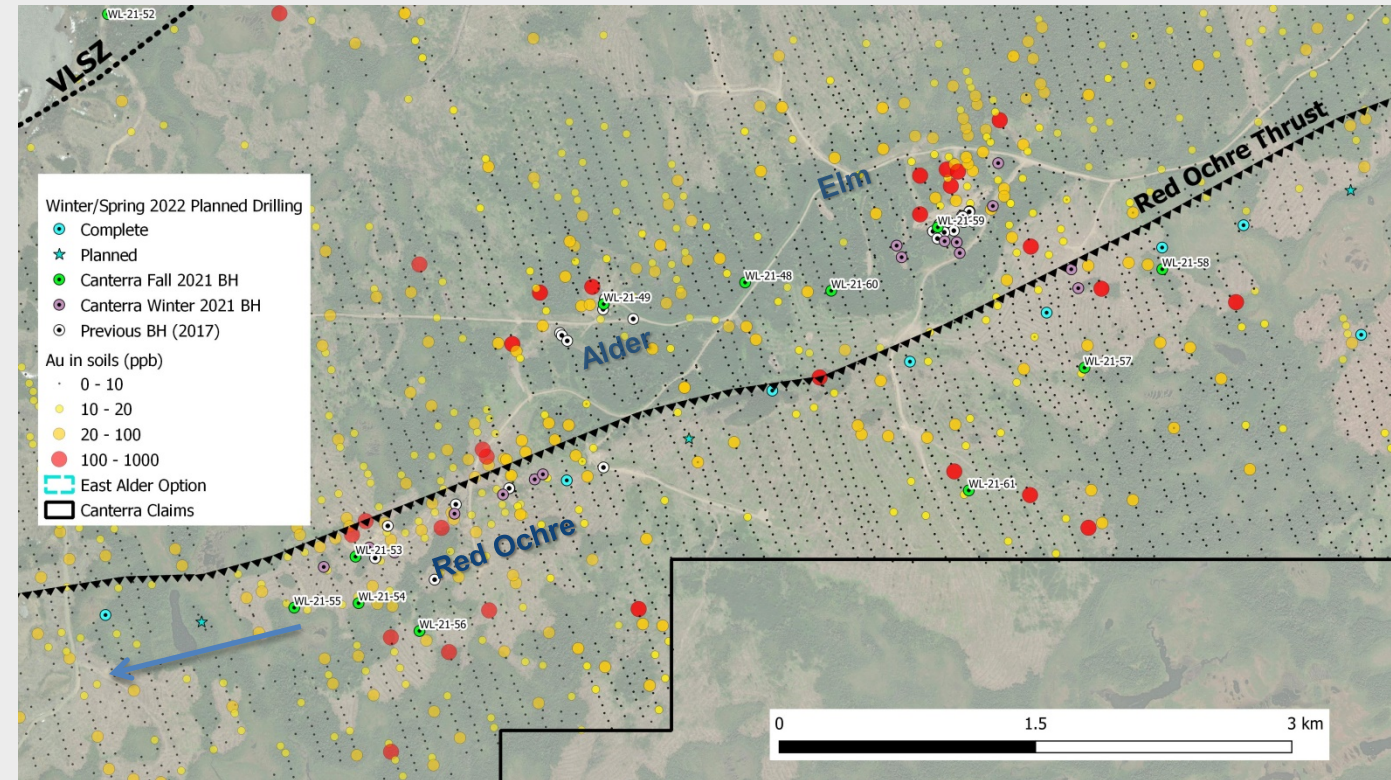 WL-21-52
VLSZ
Red Ochre Thrust
Elm
WL-21-59
WL-21-58
WL-21-48
WL-21-60
WL-21-49
Alder
WL-21-57
WL-21-61
Red Ochre
WL-21-53
WL-21-54
WL-21-55
WL-21-56
Winter/Spring 2022 Planned Drilling
Complete
Planned
Canterra Fall 2021 BH
Canterra Winter 2021 BH
Previous BH (2017)
Au in soils (ppb)
0 - 10
10 - 20
20 - 100
100 - 1000
East Alder Option
Canterra Claims
0 1.5 3 km